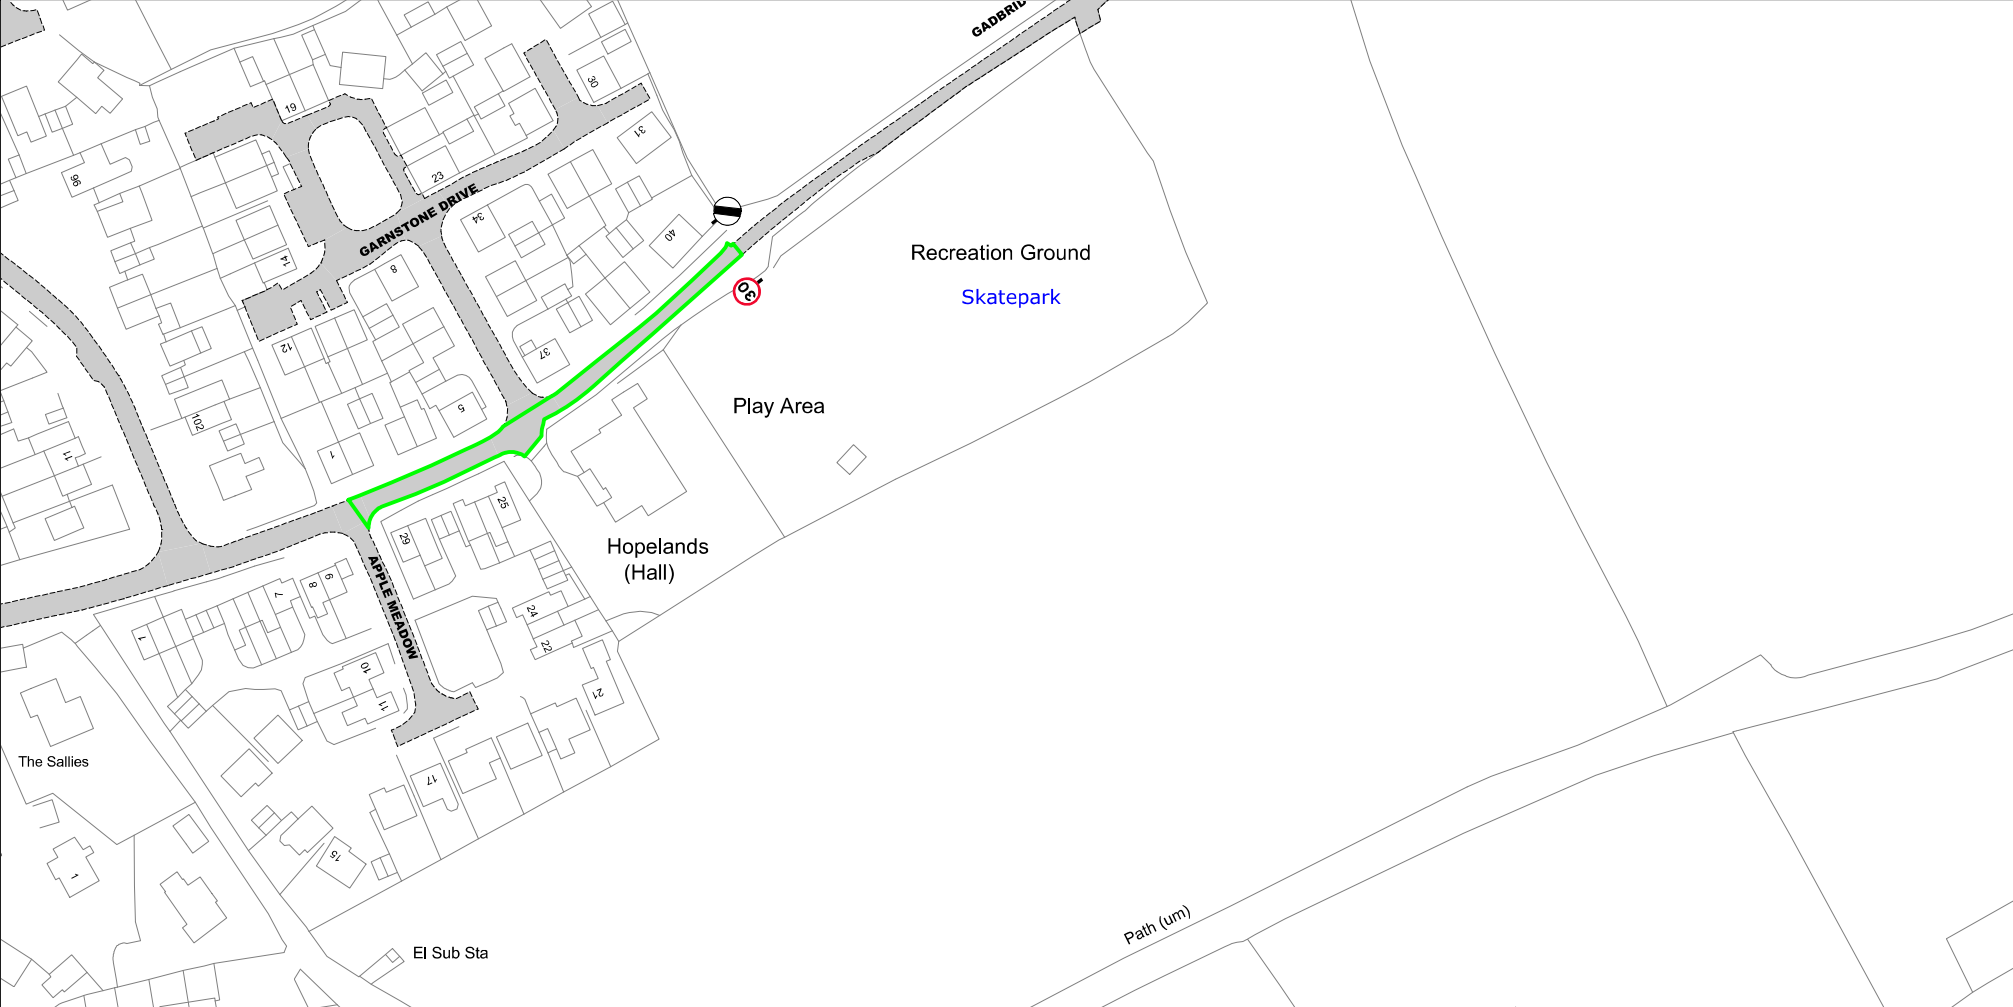 GADBRID
30
19
31
96
23
GARNSTONE DRIVE
34
40
14
8
Recreation Ground
30
Skatepark
12
37
5
Play Area
102
11
1
25
29
Hopelands
(Hall)
APPLE MEADOW
9
8
7
24
1
22
10
21
11
The Sallies
17
15
1
Path (um)
El Sub Sta